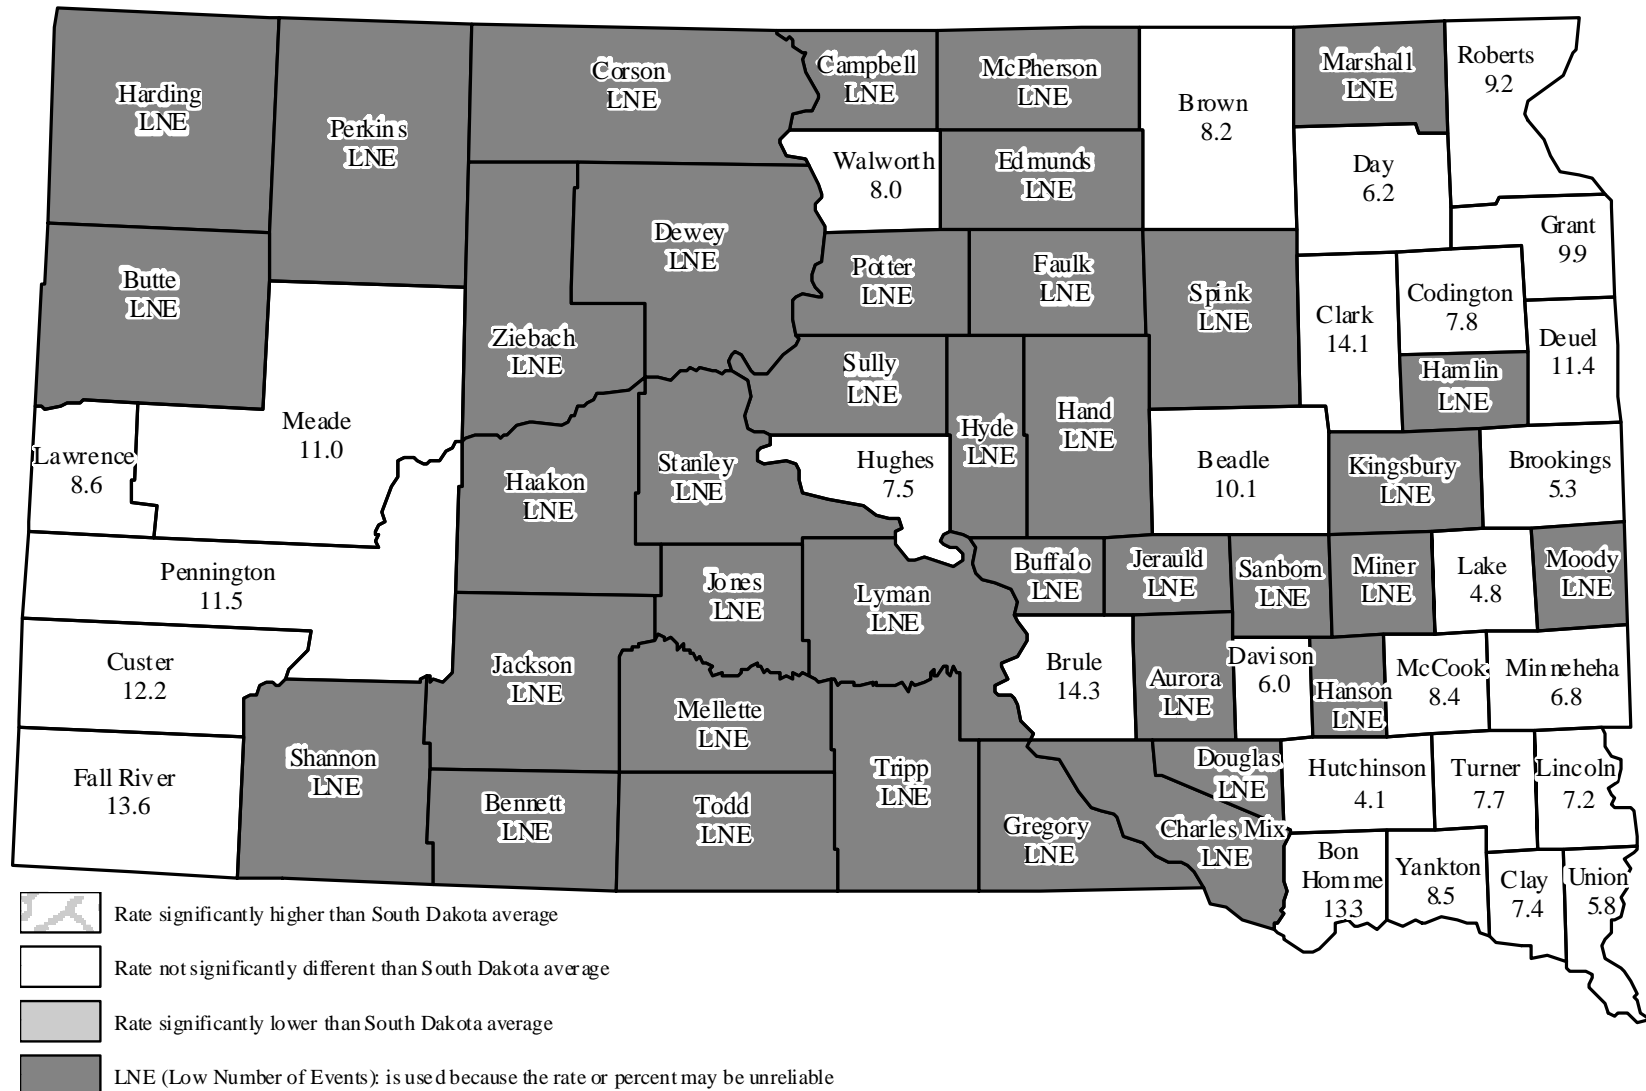 Harding
LNE
Perkins
LNE
Corson
LNE
Campbell
LNE
McPherson
LNE
Brown
8.2
Marshall
LNE
Roberts
9.2
Walworth
8.0
Edmunds
LNE
Day
6.2
Grant
9.9
Butte
LNE
Dewey
LNE
Potter
LNE
Faulk
LNE
Spink
LNE
Clark
14.1
Codington
7.8
Deuel
11.4
Ziebach
LNE
Sully
LNE
Hamlin
LNE
Meade
11.0
Hyde
LNE
Hand
LNE
Lawrence
8.6
Haakon
LNE
Stanley
LNE
Hughes
7.5
Beadle
10.1
Kingsbury
LNE
Brookings
5.3
Pennington
11.5
Jones
LNE
Lyman
LNE
Buffalo
LNE
Jerauld
LNE
Sanborn
LNE
Miner
LNE
Lake
4.8
Moody
LNE
Custer
12.2
Jackson
LNE
Mellette
LNE
Brule
14.3
Aurora
LNE
Davison
6.0
Hanson
LNE
McCook
8.4
Minnehaha
6.8
Fall River
13.6
Shannon
LNE
Bennett
LNE
Todd
LNE
Tripp
LNE
Gregory
LNE
Douglas
LNE
Charles Mix
LNE
Hutchinson
4.1
Turner
7.7
Lincoln
7.2
Bon
Homme
13.3
Yankton
8.5
Clay
7.4
Union
5.8
Rate significantly higher than South Dakota average
Rate not significantly different than South Dakota average
Rate significantly lower than South Dakota average
LNE (Low Number of Events): is used because the rate or percent may be unreliable